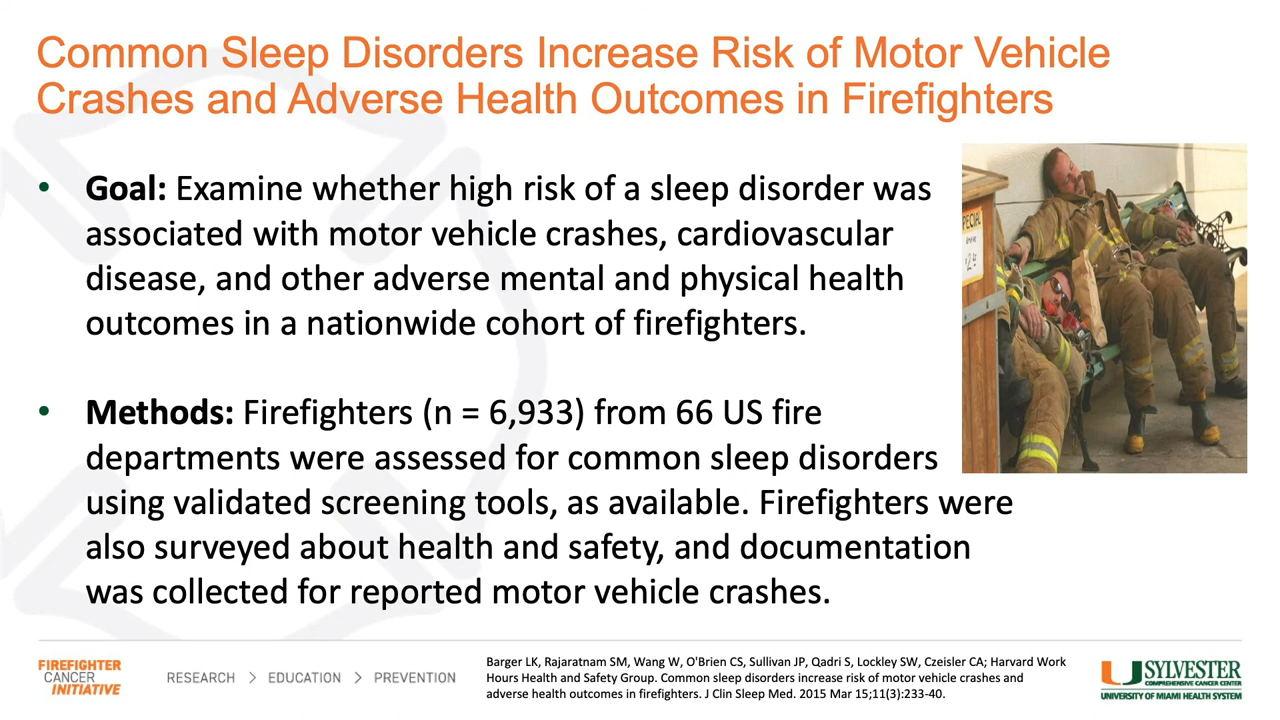 Common Sleep Disorders Increase Risk of Motor Vehicle
Crashes and Adverse Health Outcomes in Firefighters
• Goal: Examine whether high risk of a sleep disorder was
associated with motor vehicle crashes, cardiovascular
disease, and other adverse mental and physical health
outcomes in a nationwide cohort of firefighters.
• Methods: Firefighters (n = 6,933) from 66 US fire
departments were assessed for common sleep disorders
using validated screening tools, as available. Firefighters were
also surveyed about health and safety, and documentation
was collected for reported motor vehicle crashes.
FIREFIGHTER
CANCER
INITIATIVE
RESEARCH > EDUCATION > PREVENTION
Barger LK, Rajaratnam SM, Wang W, O'Brien CS, Sullivan JP, Qadri S, Lockley SW, Czeisler CA; Harvard Work
Hours Health and Safety Group. Common sleep disorders increase risk of motor vehicle crashes and
adverse health outcomes in firefighters. J Clin Sleep Med. 2015 Mar 15;11(3):233-40.
U SYLVESTER
COMPREHENSIVE CANCER CENTER
UNIVERSITY OF MIAMI HEALTH SYSTEM